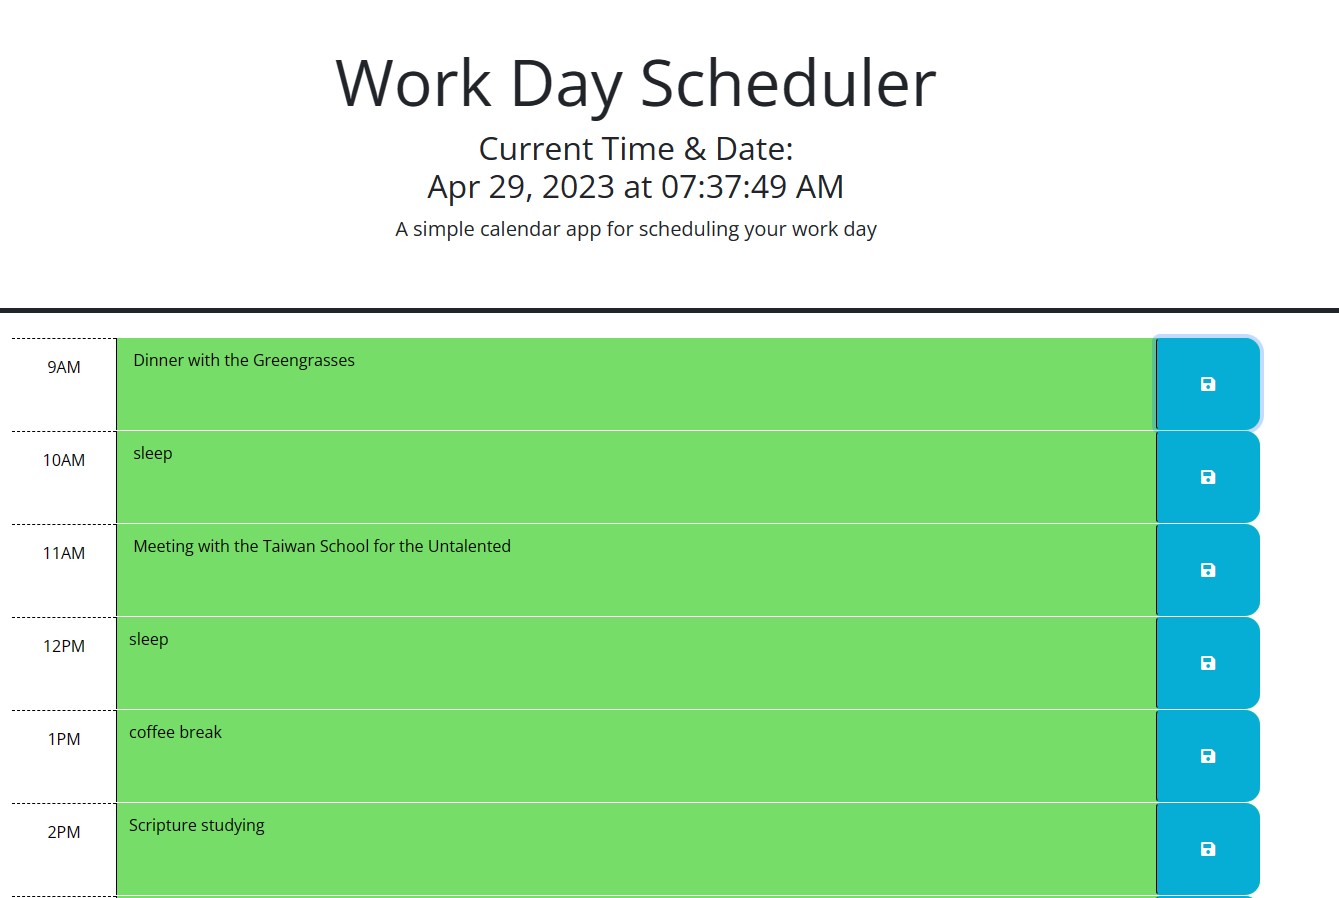 Work Day Scheduler
Current Time & Date:
Apr 29, 2023 at 07:37:49 AM
A simple calendar app for scheduling your work day
9AM
Dinner with the Greengrasses
10AM
sleep
11AM
Meeting with the Taiwan School for the Untalented
12PM
sleep
1PM
coffee break
2PM
Scripture studying